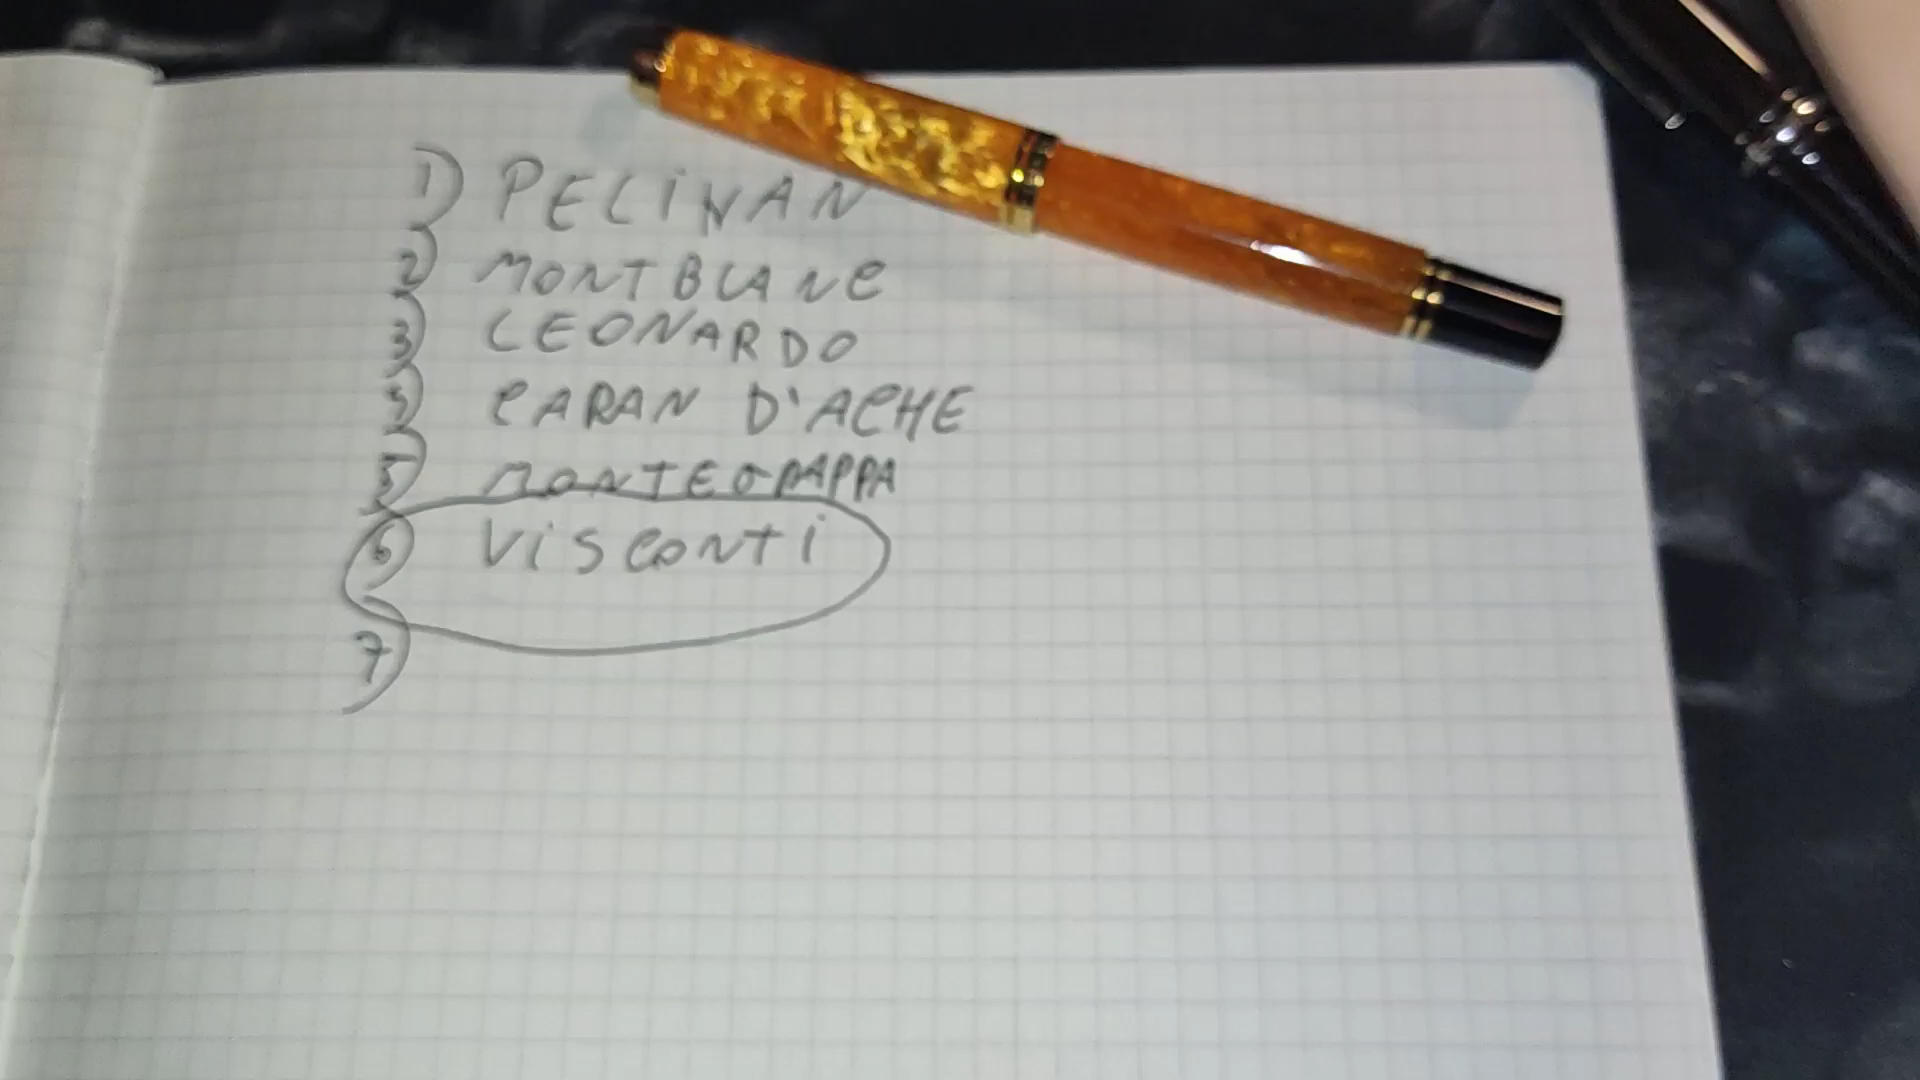 1) PELIKAN
2) MONTBLANC
3) LEONARDO
4) CARAN D'ACHE
5) MONTEGRAPPA
6) VISCONTI
7)